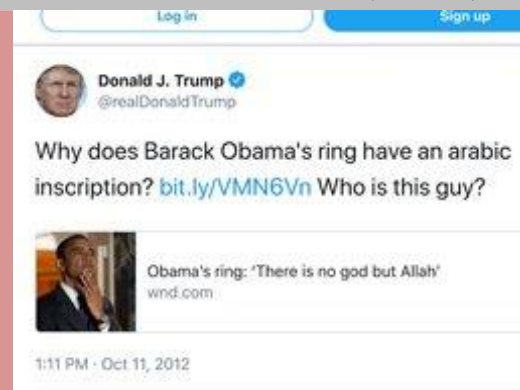 Log in
Sign up
Donald J. Trump
@realDonaldTrump
Why does Barack Obama's ring have an arabic
inscription? bit.ly/VMN6Vn Who is this guy?
Obama's ring: 'There is no god but Allah'
wnd.com
1:11 PM · Oct 11, 2012